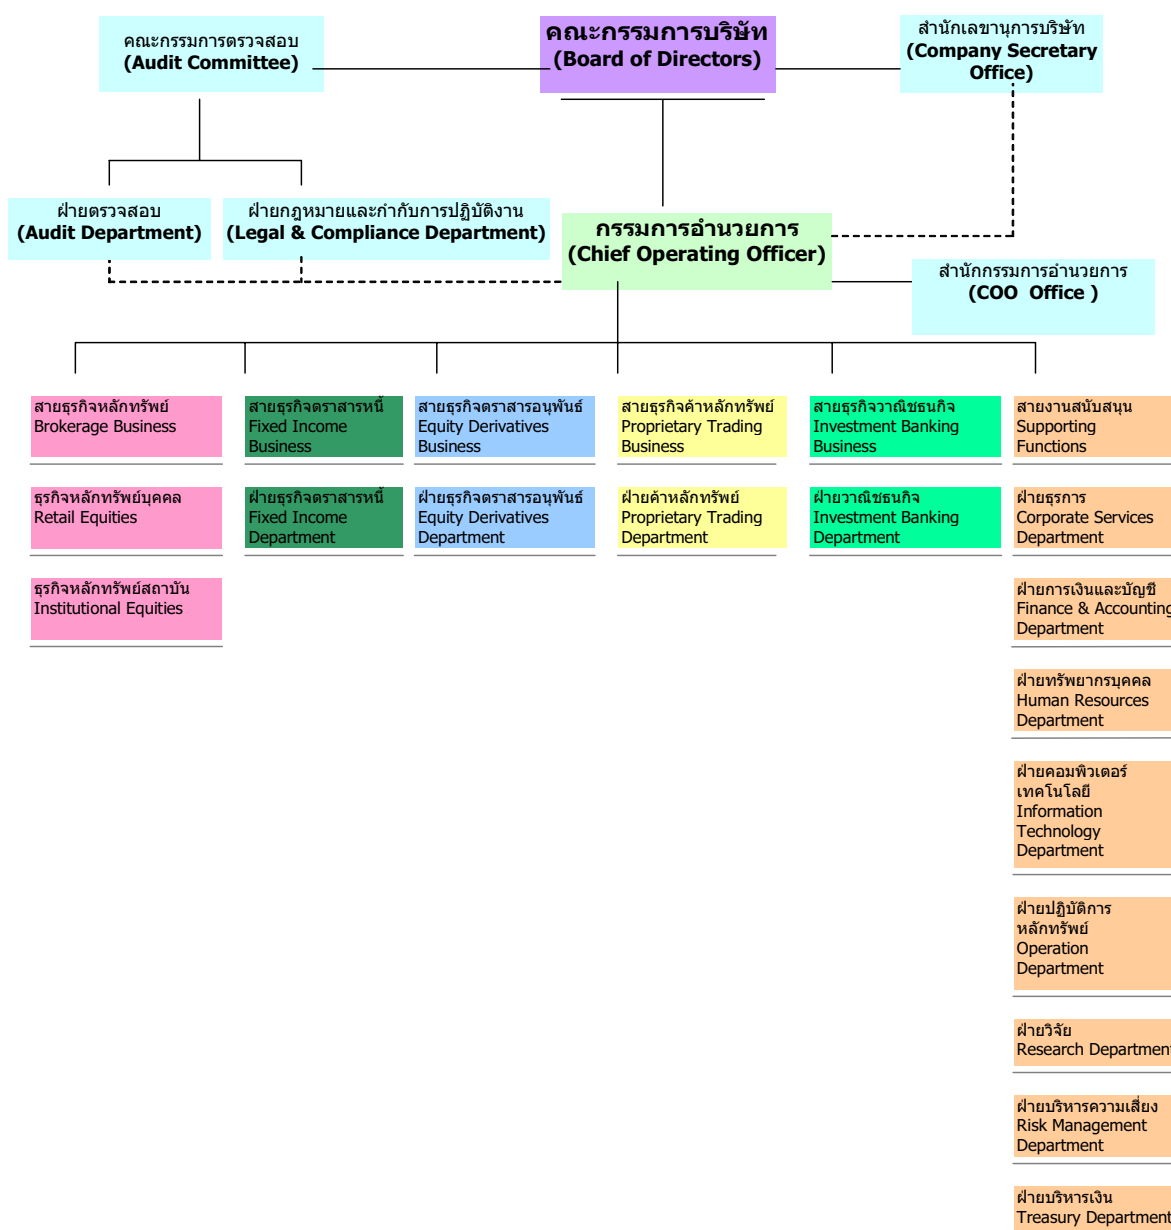 คณะกรรมการตรวจสอบ
(Audit Committee)
คณะกรรมการบริษัท
(Board of Directors)
สำนักเลขานุการบริษัท
(Company Secretary
Office)
ฝ่ายตรวจสอบ
(Audit Department)
ฝ่ายกฎหมายและกำกับการปฏิบัติงาน
(Legal & Compliance Department)
กรรมการอำนวยการ
(Chief Operating Officer)
สำนักกรรมการอำนวยการ
(COO  Office )
สายธุรกิจหลักทรัพย์
Brokerage Business
สายธุรกิจตราสารหนี้
Fixed Income
Business
สายธุรกิจตราสารอนุพันธ์
Equity Derivatives
Business
สายธุรกิจค้าหลักทรัพย์
Proprietary Trading
Business
สายธุรกิจวาณิชธนกิจ
Investment Banking
Business
สายงานสนับสนุน
Supporting
Functions
ธุรกิจหลักทรัพย์บุคคล
Retail Equities
ฝ่ายธุรกิจตราสารหนี้
Fixed Income
Department
ฝ่ายธุรกิจตราสารอนุพันธ์
Equity Derivatives
Department
ฝ่ายค้าหลักทรัพย์
Proprietary Trading
Department
ฝ่ายวาณิชธนกิจ
Investment Banking
Department
ฝ่ายธุรการ
Corporate Services
Department
ธุรกิจหลักทรัพย์สถาบัน
Institutional Equities
ฝ่ายการเงินและบัญชี
Finance & Accounting
Department
ฝ่ายทรัพยากรบุคคล
Human Resources
Department
ฝ่ายคอมพิวเตอร์
เทคโนโลยี
Information
Technology
Department
ฝ่ายปฏิบัติการ
หลักทรัพย์
Operation
Department
ฝ่ายวิจัย
Research Department
ฝ่ายบริหารความเสี่ยง
Risk Management
Department
ฝ่ายบริหารเงิน
Treasury Department